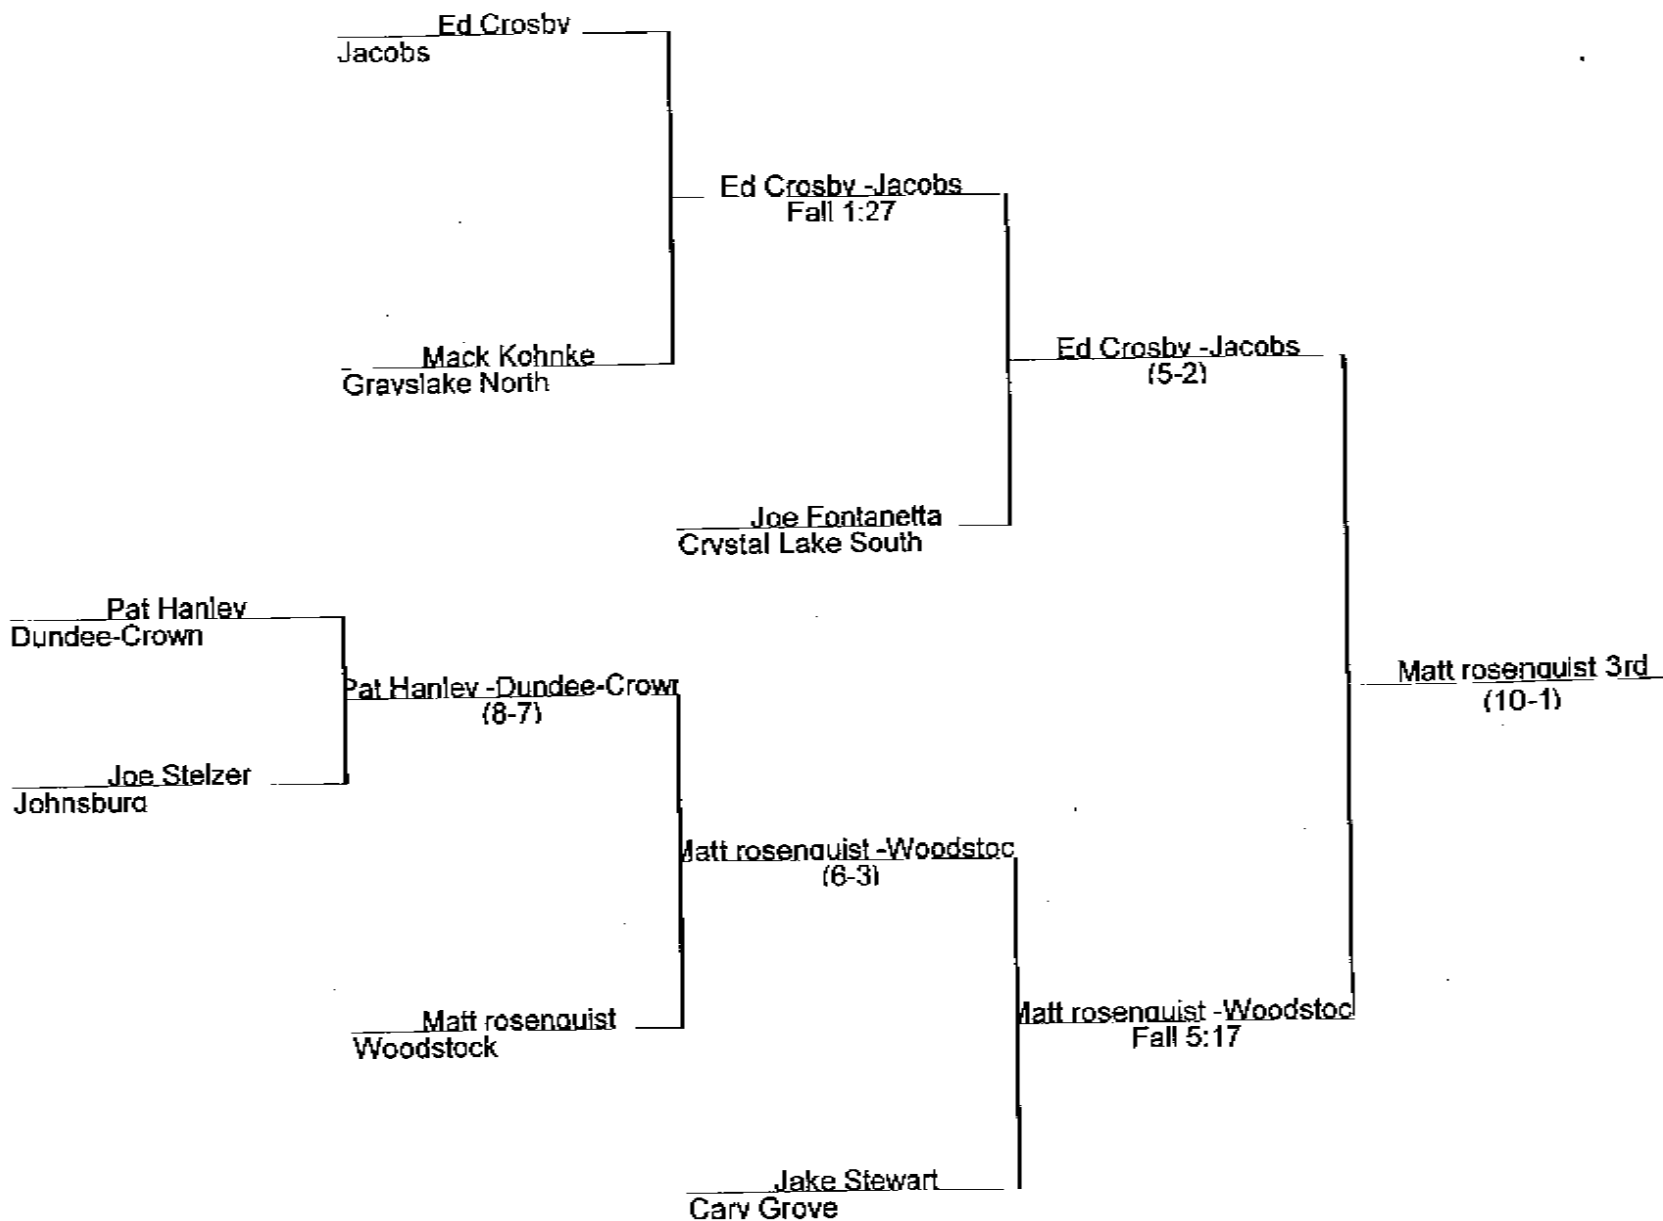 Ed Crosby
Jacobs
Ed Crosby -Jacobs
Fall 1:27
Mack Kohnke
Grayslake North
Ed Crosby -Jacobs
(5-2)
Joe Fontanetta
Crystal Lake South
Pat Hanley
Dundee-Crown
Pat Hanley -Dundee-Crown
(8-7)
Joe Stelzer
Johnsburg
Matt rosenquist 3rd
(10-1)
Matt rosenquist -Woodstoc
(6-3)
Matt rosenquist
Woodstock
Matt rosenquist -Woodstoc
Fall 5:17
Jake Stewart
Cary Grove